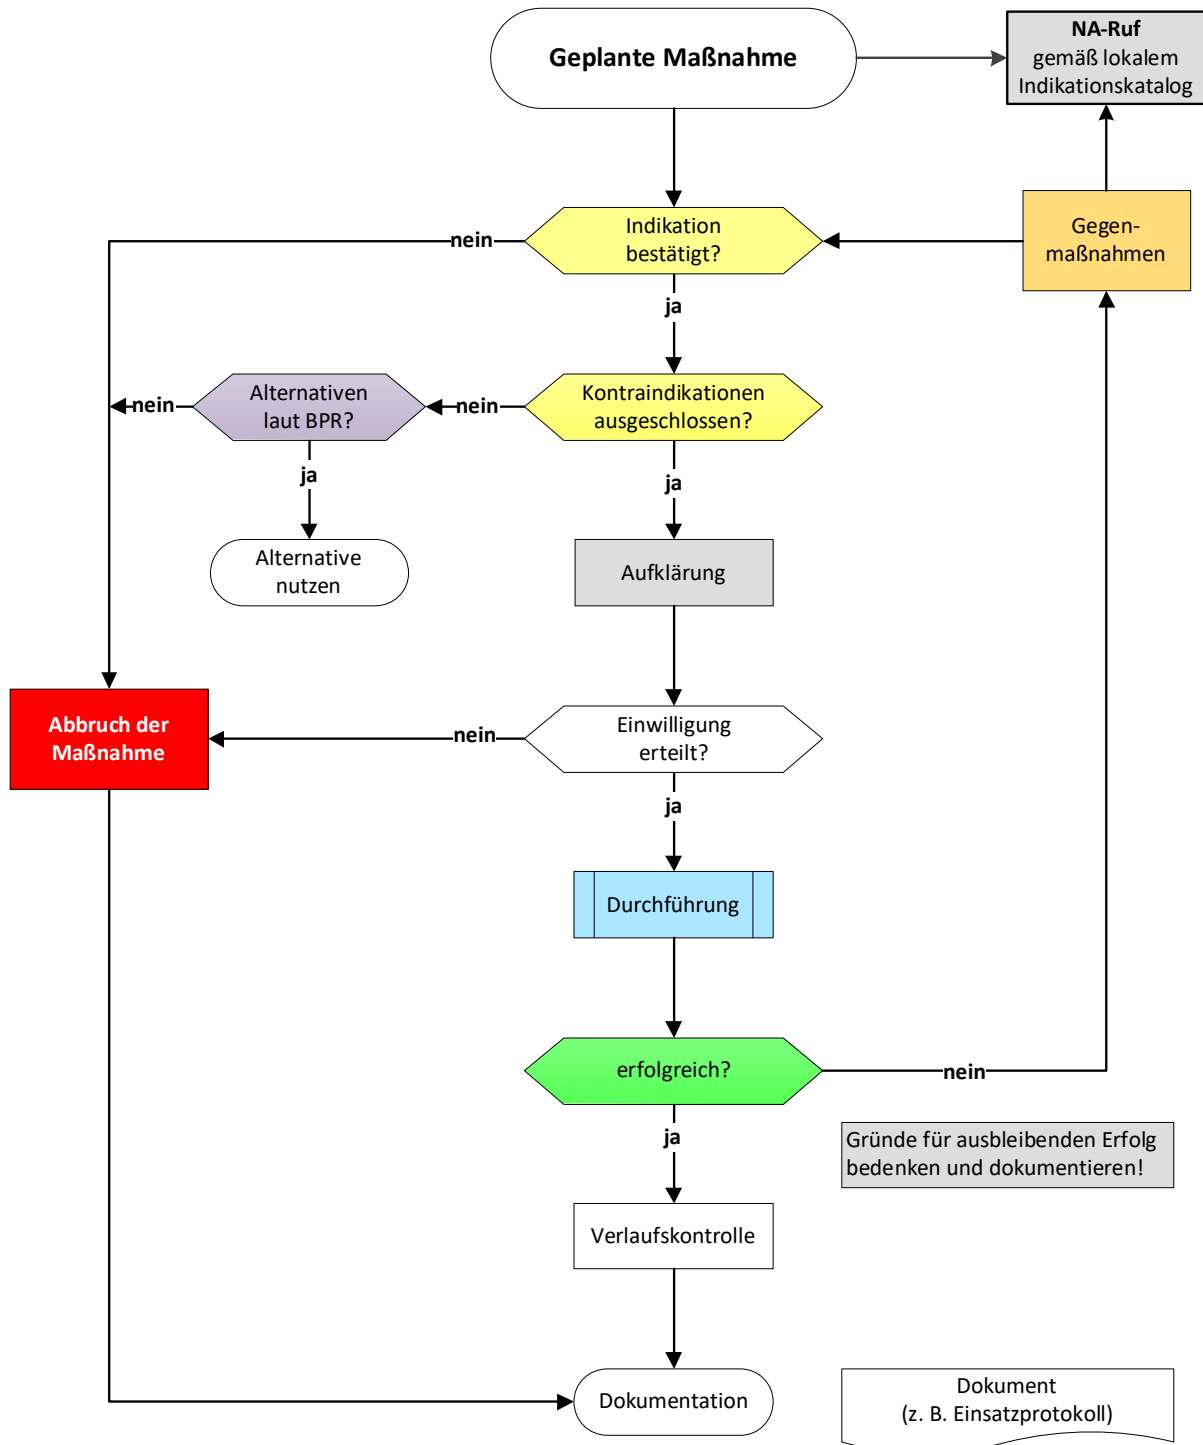 Geplante Maßnahme
NA-Ruf
gemäß lokalem
Indikationskatalog
Indikation
bestätigt?
nein
Gegen-
maßnahmen
ja
Alternativen
laut BPR?
nein
nein
Kontraindikationen
ausgeschlossen?
ja
ja
Alternative
nutzen
Aufklärung
Abbruch der
Maßnahme
nein
Einwilligung
erteilt?
ja
Durchführung
erfolgreich?
nein
ja
Gründe für ausbleibenden Erfolg
bedenken und dokumentieren!
Verlaufskontrolle
Dokumentation
Dokument
(z. B. Einsatzprotokoll)